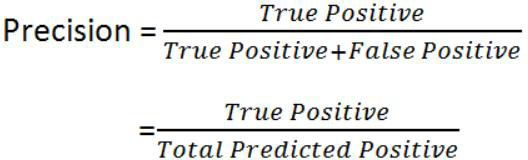 Precision = True Positive / True Positive+False Positive
= True Positive / Total Predicted Positive